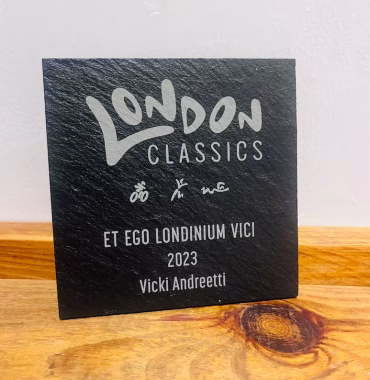 LONDON
CLASSICS
ET EGO LONDINIUM VICI
2023
Vicki Andreetti